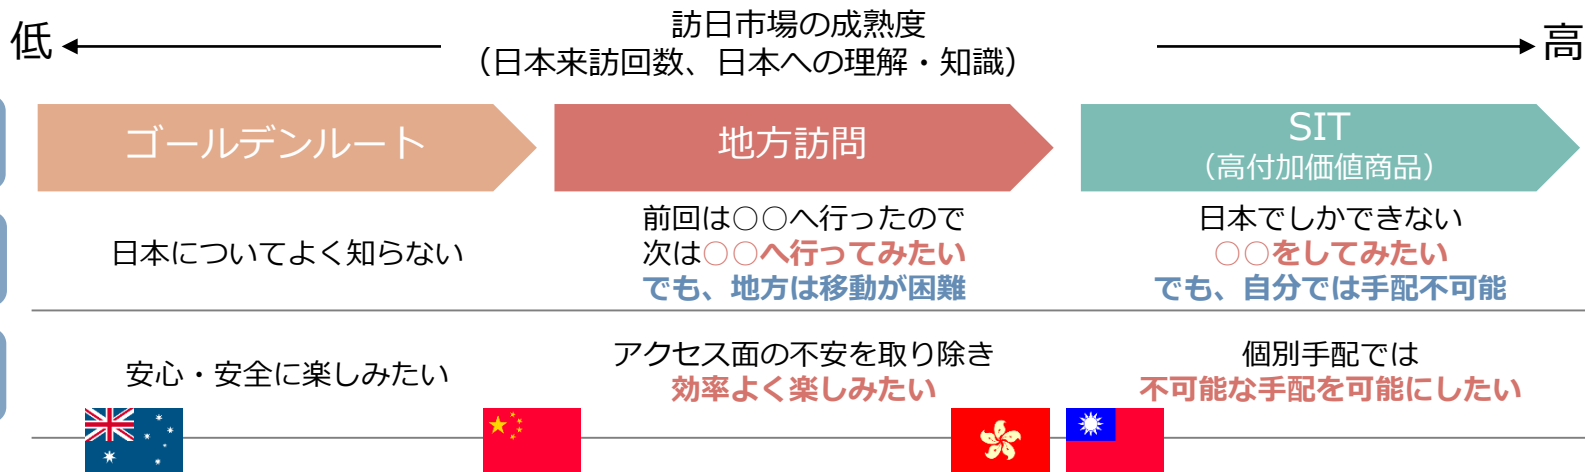 訪日市場の成熟度
低
(日本来訪回数、日本への理解・知識)
高
ゴールデンルート
地方訪問
SIT
(高付加価値商品)
日本についてよく知らない
前回は○○へ行ったので
次は○○へ行ってみたい
でも、地方は移動が困難
日本でしかできない
○○をしてみたい
でも、自分では手配不可能
安心・安全に楽しみたい
アクセス面の不安を取り除き
効率よく楽しみたい
個別手配では
不可能な手配を可能にしたい